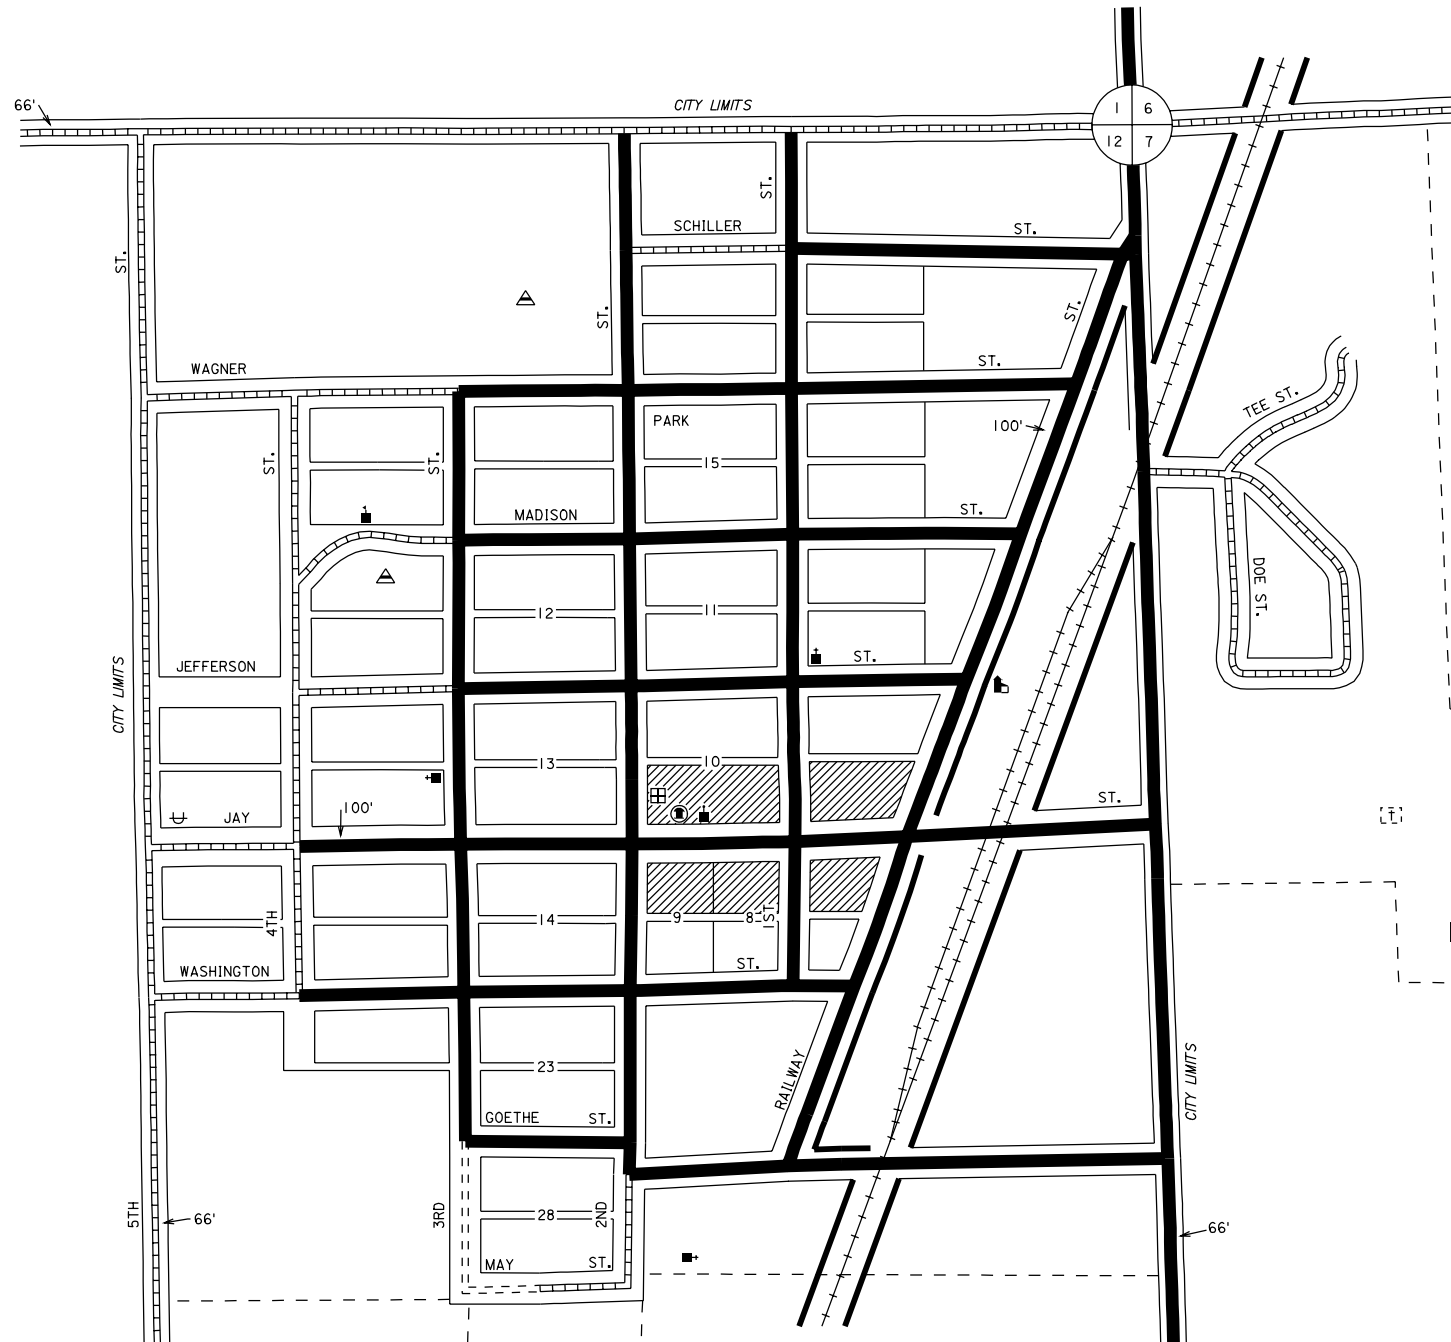 CITY LIMITS
66'
1 6
12 7
ST.
SCHILLER
ST.
ST.
ST.
ST.
WAGNER
ST.
PARK
TEE ST.
100'
ST.
ST.
15
MADISON
ST.
DOE ST.
12
11
CITY LIMITS
JEFFERSON
ST.
13
10
JAY
100'
ST.
4TH
14
9
8
1ST
WASHINGTON
ST.
23
RAILWAY
CITY LIMITS
GOETHE
ST.
5TH
66'
3RD
28
2ND
66'
MAY
ST.